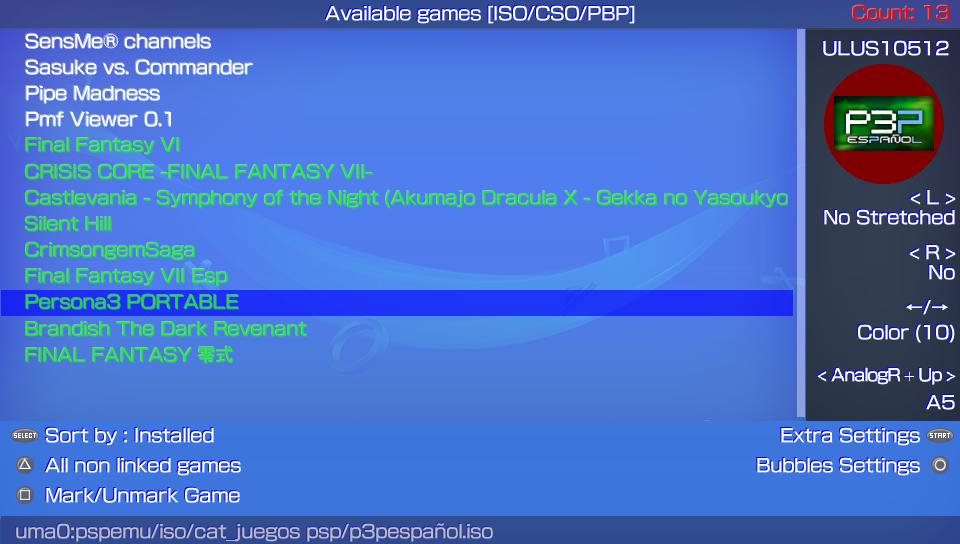 Available games [ISO/CSO/PBP]
Count: 13
SensMe® channels
Sasuke vs. Commander
Pipe Madness
Pmf Viewer 0.1
Final Fantasy VI
CRISIS CORE -FINAL FANTASY VII-
Castlevania - Symphony of the Night (Akumajo Dracula X - Gekka no Yasoukyo
Silent Hill
CrimsongemSaga
Final Fantasy VII Esp
Persona3 PORTABLE
Brandish The Dark Revenant
FINAL FANTASY 零式
ULUS10512
P3P
ESPAÑOL
< L >
No Stretched
< R >
No
←/→
Color (10)
< AnalogR + Up >
A5
SELECT Sort by : Installed
All non linked games
Mark/Unmark Game
Extra Settings START
Bubbles Settings
uma0:pspemu/iso/cat_juegos psp/p3pespañol.iso